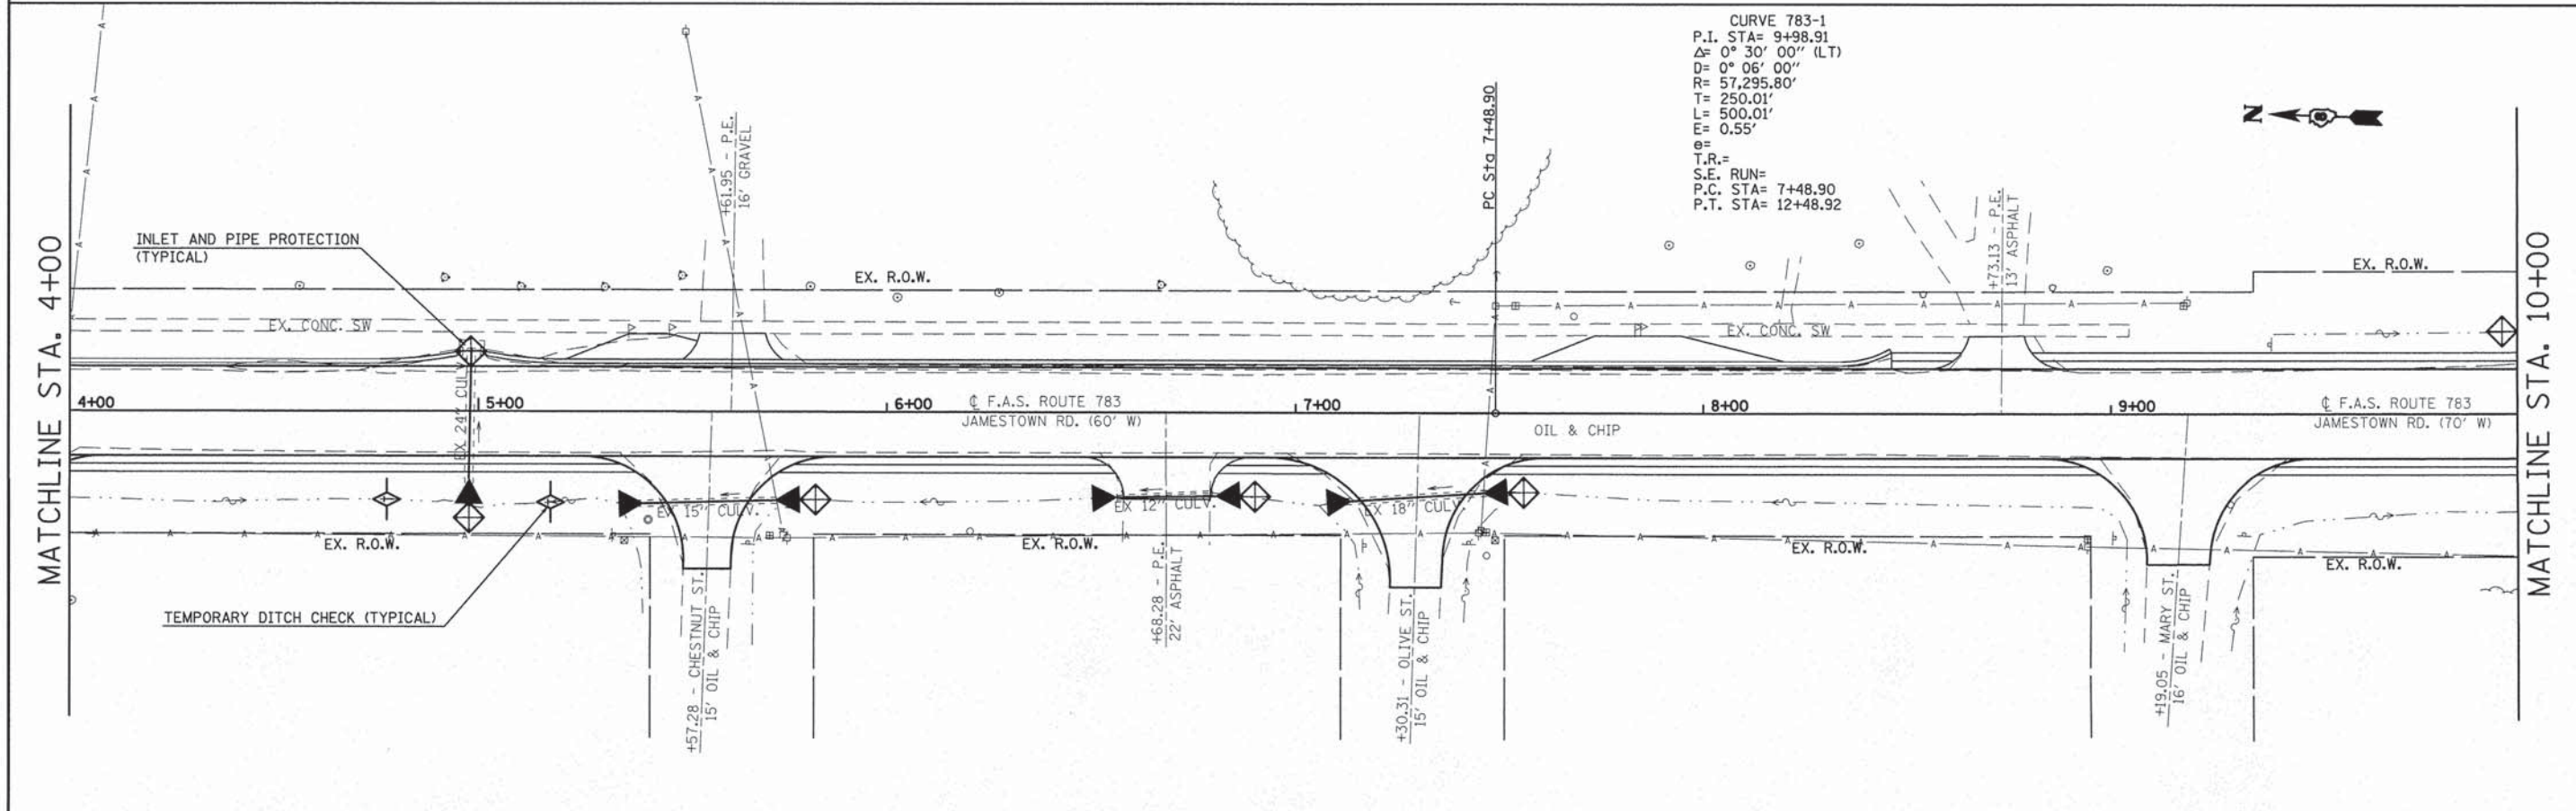 CURVE 783-1
P.I. STA= 9+98.91
Δ= 0° 30' 00" (LT)
D= 0° 06' 00"
R= 57,295.80'
T= 250.01'
L= 500.01'
E= 0.55'
e=
T.R.=
S.E. RUN=
P.C. STA= 7+48.90
P.T. STA= 12+48.92
N
MATCHLINE STA. 4+00
INLET AND PIPE PROTECTION
(TYPICAL)
+61.95 - P.E.
16' GRAVEL
EX. R.O.W.
PC Sta 7+48.90
+73.13 - P.E.
13' ASPHALT
EX. R.O.W.
MATCHLINE STA. 10+00
EX. CONC. SW
EX. CONC. SW
EX 24" CULV.
4+00
5+00
6+00
℄ F.A.S. ROUTE 783
JAMESTOWN RD. (60' W)
7+00
OIL & CHIP
8+00
9+00
℄ F.A.S. ROUTE 783
JAMESTOWN RD. (70' W)
EX 15" CULV.
EX 12" CULV.
EX 18" CULV.
EX. R.O.W.
EX. R.O.W.
EX. R.O.W.
EX. R.O.W.
TEMPORARY DITCH CHECK (TYPICAL)
+57.28 - CHESTNUT ST.
15' OIL & CHIP
+68.28 - P.E.
22' ASPHALT
+30.31 - OLIVE ST.
15' OIL & CHIP
+19.05 - MARY ST.
16' OIL & CHIP